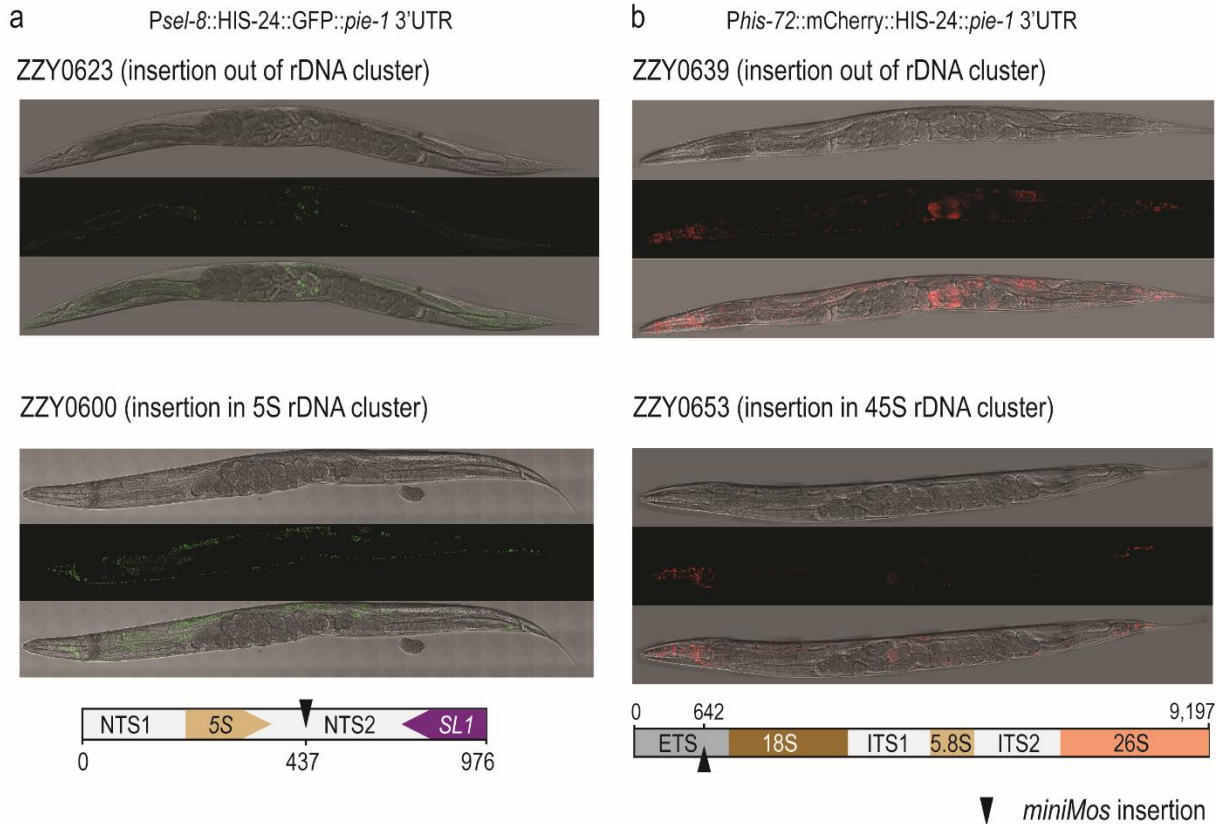 a
Psel-8::HIS-24::GFP::pie-1 3'UTR
ZZY0623 (insertion out of rDNA cluster)
ZZY0600 (insertion in 5S rDNA cluster)
NTS1 5S NTS2 SL1
0 437 976
b
Phis-72::mCherry::HIS-24::pie-1 3'UTR
ZZY0639 (insertion out of rDNA cluster)
ZZY0653 (insertion in 45S rDNA cluster)
0 642 9,197
ETS 18S ITS1 5.8S ITS2 26S
miniMos insertion